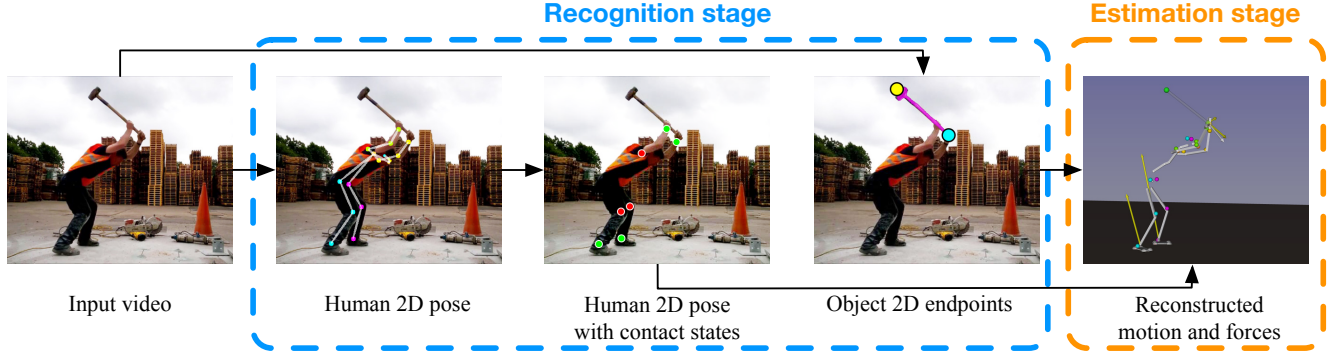 Recognition stage
Estimation stage
Input video
Human 2D pose
Human 2D pose
with contact states
Object 2D endpoints
Reconstructed
motion and forces